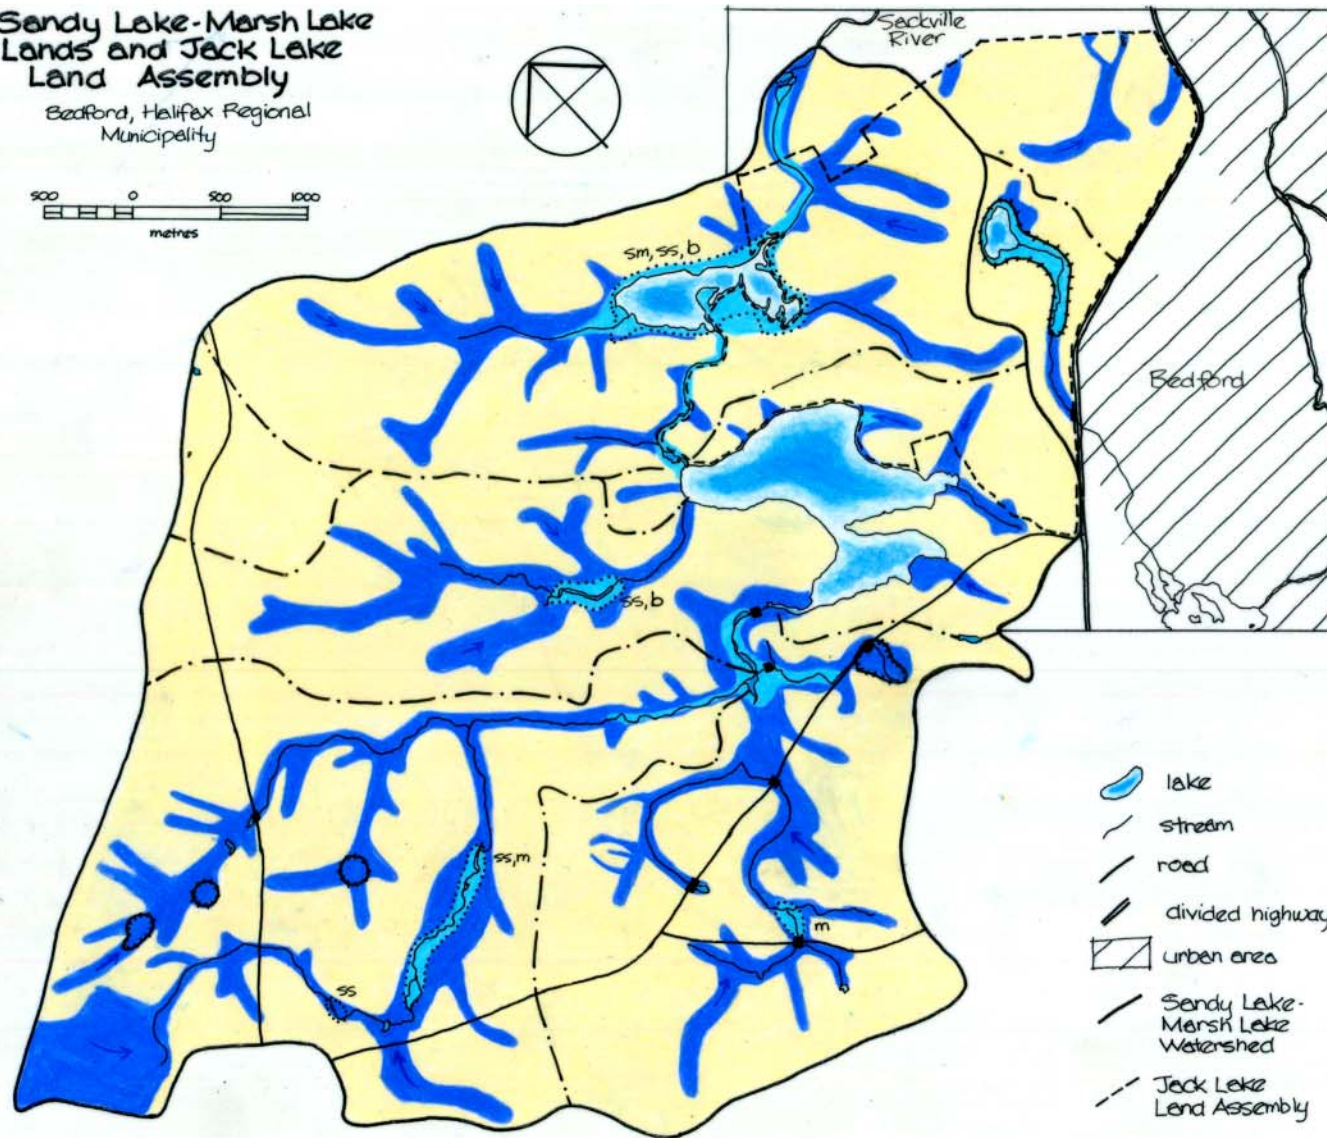 Sandy Lake-Marsh Lake
Lands and Jack Lake
Land Assembly
Bedford, Halifax Regional
Municipality
500 0 500 1000
metres
Sackville
River
sm, ss, b
Bedford
ss, b
ss, m
m
ss
lake
stream
road
divided highway
urban area
Sandy Lake-
Marsh Lake
Watershed
Jack Lake
Land Assembly